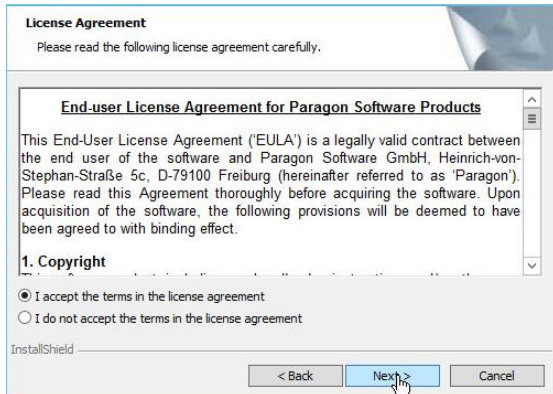 License Agreement
Please read the following license agreement carefully.
End-user License Agreement for Paragon Software Products
This End-User License Agreement (‘EULA’) is a legally valid contract between
the end user of the software and Paragon Software GmbH, Heinrich-von-
Stephan-Straße 5c, D-79100 Freiburg (hereinafter referred to as ‘Paragon’).
Please read this Agreement thoroughly before acquiring the software. Upon
acquisition of the software, the following provisions will be deemed to have
been agreed to with binding effect.
1. Copyright
I accept the terms in the license agreement
I do not accept the terms in the license agreement
InstallShield
< Back
Next >
Cancel